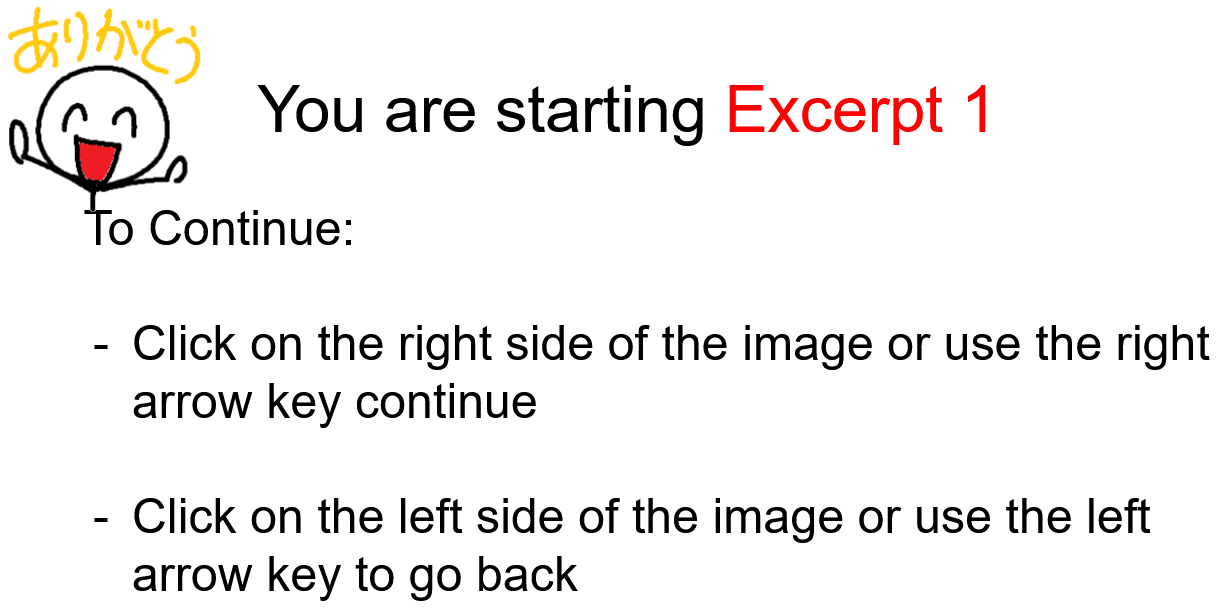 ありがとう
You are starting Excerpt 1
To Continue:
- Click on the right side of the image or use the right
arrow key continue
- Click on the left side of the image or use the left
arrow key to go back